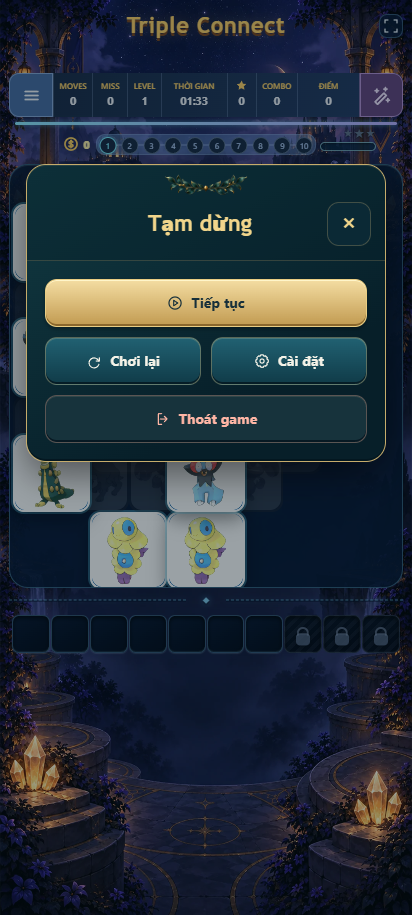 Triple Connect
MOVES MISS LEVEL THỜI GIAN COMBO ĐIỂM
0 0 1 01:33 0 0 0
$ 0 1 2 3 4 5 6 7 8 9 10
Tạm dừng
Tiếp tục
Chơi lại Cài đặt
Thoát game